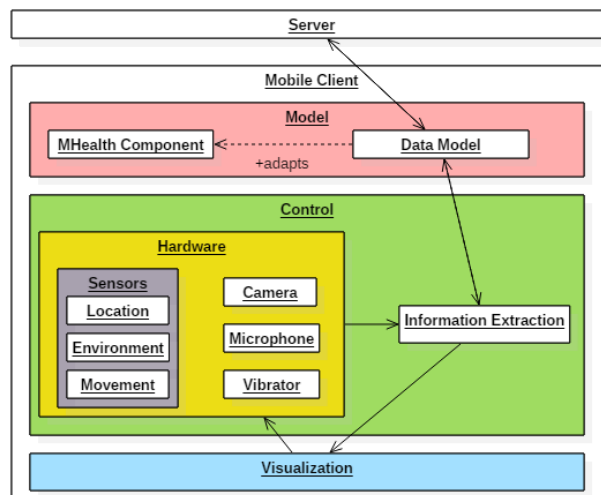 Server
Mobile Client
Model
MHealth Component
Data Model
+adapts
Control
Hardware
Sensors
Location
Environment
Movement
Camera
Microphone
Vibrator
Information Extraction
Visualization